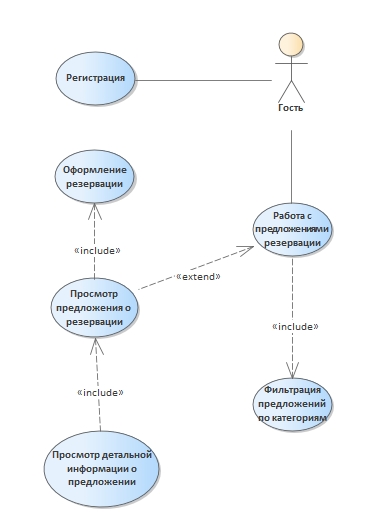 Регистрация
Гость
Оформление
резервации
Работа с
предложениями
резервации
«include»
«extend»
Просмотр
предложения о
резервации
«include»
«include»
Фильтрация
предложений
по категориям
Просмотр детальной
информации о
предложении